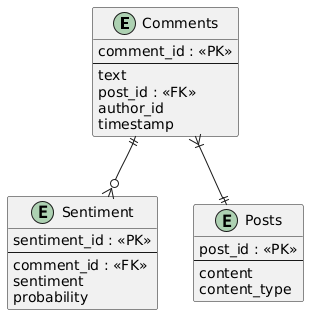 E Comments
comment_id : «PK»
text
post_id : «FK»
author_id
timestamp
E Sentiment
sentiment_id : «PK»
comment_id : «FK»
sentiment
probability
E Posts
post_id : «PK»
content
content_type